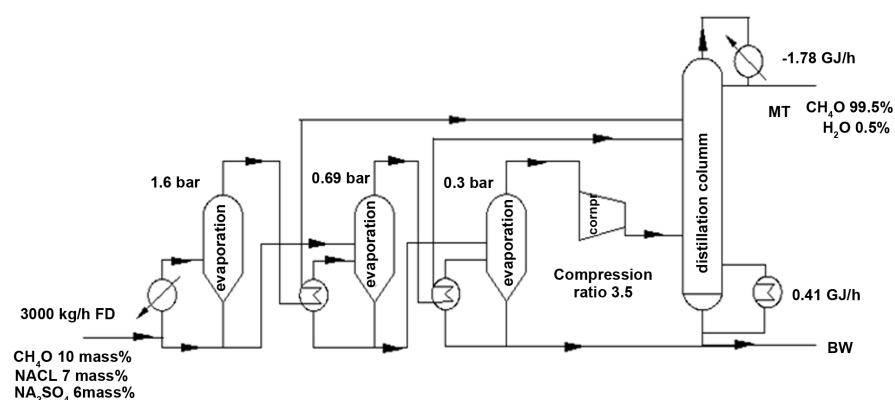 -1.78 GJ/h
MT CH₄O 99.5%
H₂O 0.5%
1.6 bar
0.69 bar
0.3 bar
evaporation
evaporation
evaporation
compr
distillation columm
Compression
ratio 3.5
0.41 GJ/h
3000 kg/h FD
BW
CH₄O 10 mass%
NACL 7 mass%
NA₂SO₄ 6mass%